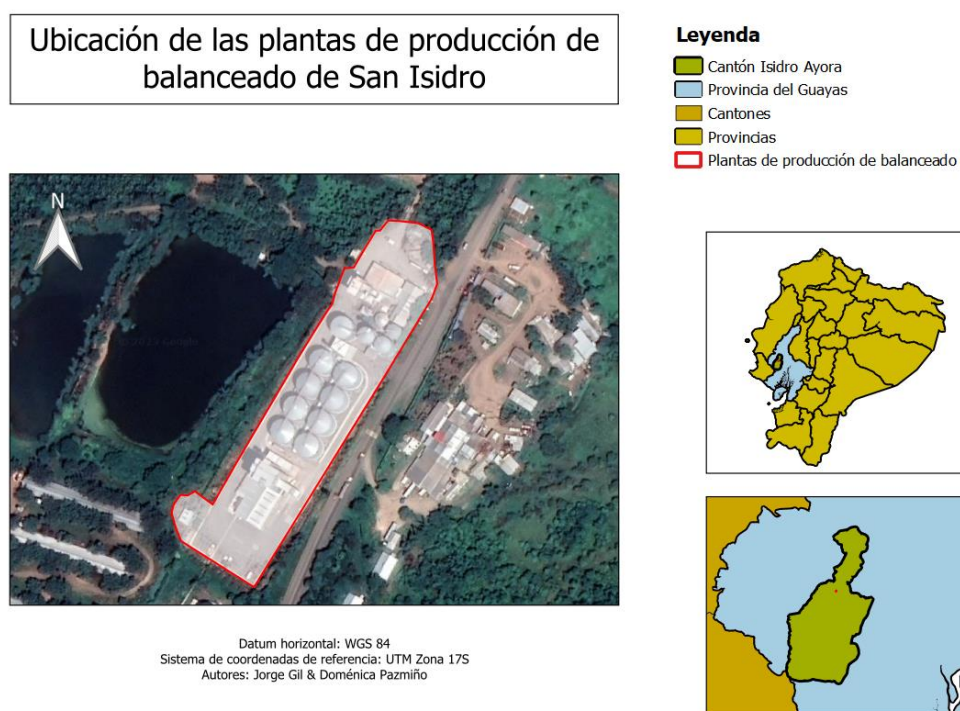 Ubicación de las plantas de producción de
balanceado de San Isidro
Leyenda
Cantón Isidro Ayora
Provincia del Guayas
Cantones
Provincias
Plantas de producción de balanceado
N
Datum horizontal: WGS 84
Sistema de coordenadas de referencia: UTM Zona 17S
Autores: Jorge Gil & Doménica Pazmiño